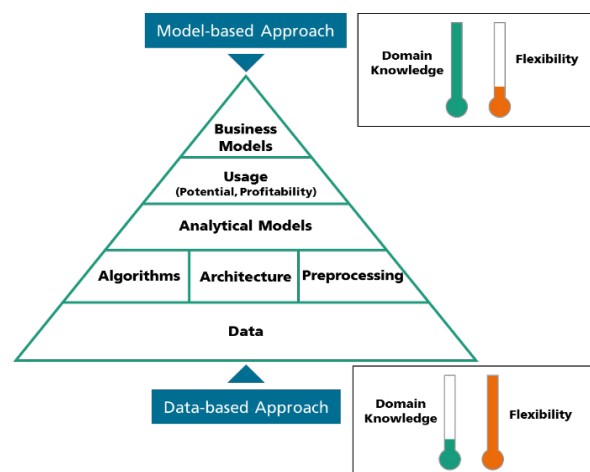 Model-based Approach
Domain
Knowledge
Flexibility
Business
Models
Usage
(Potential, Profitability)
Analytical Models
Algorithms
Architecture
Preprocessing
Data
Data-based Approach
Domain
Knowledge
Flexibility